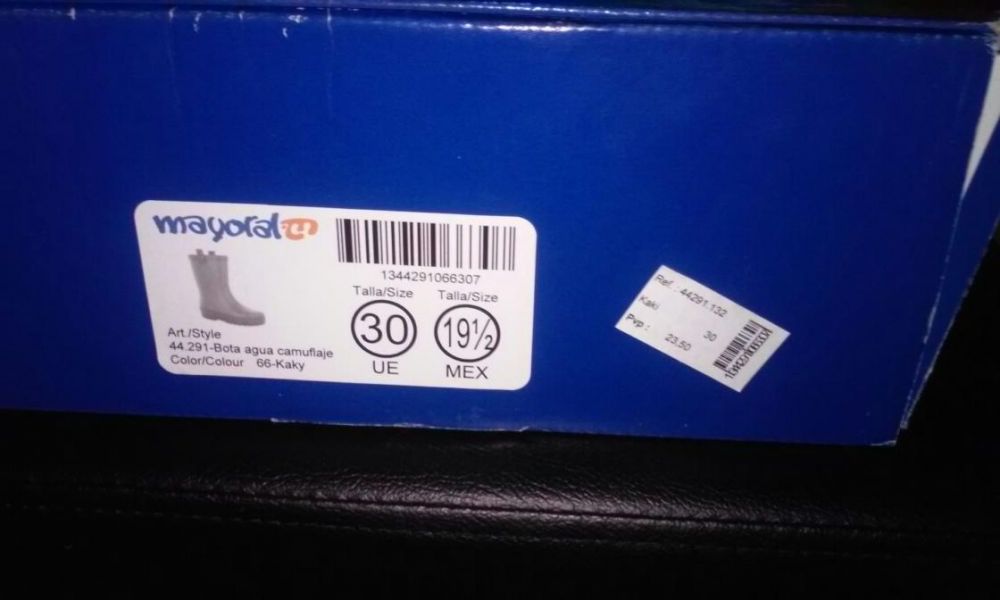 mayoral
1344291066307
Talla/Size Talla/Size
30 19½
UE MEX
Art./Style
44.291-Bota agua camuflaje
Color/Colour 66-Kaky
Ref.: 44291.132
Kaki 30
Pvp: 23,50